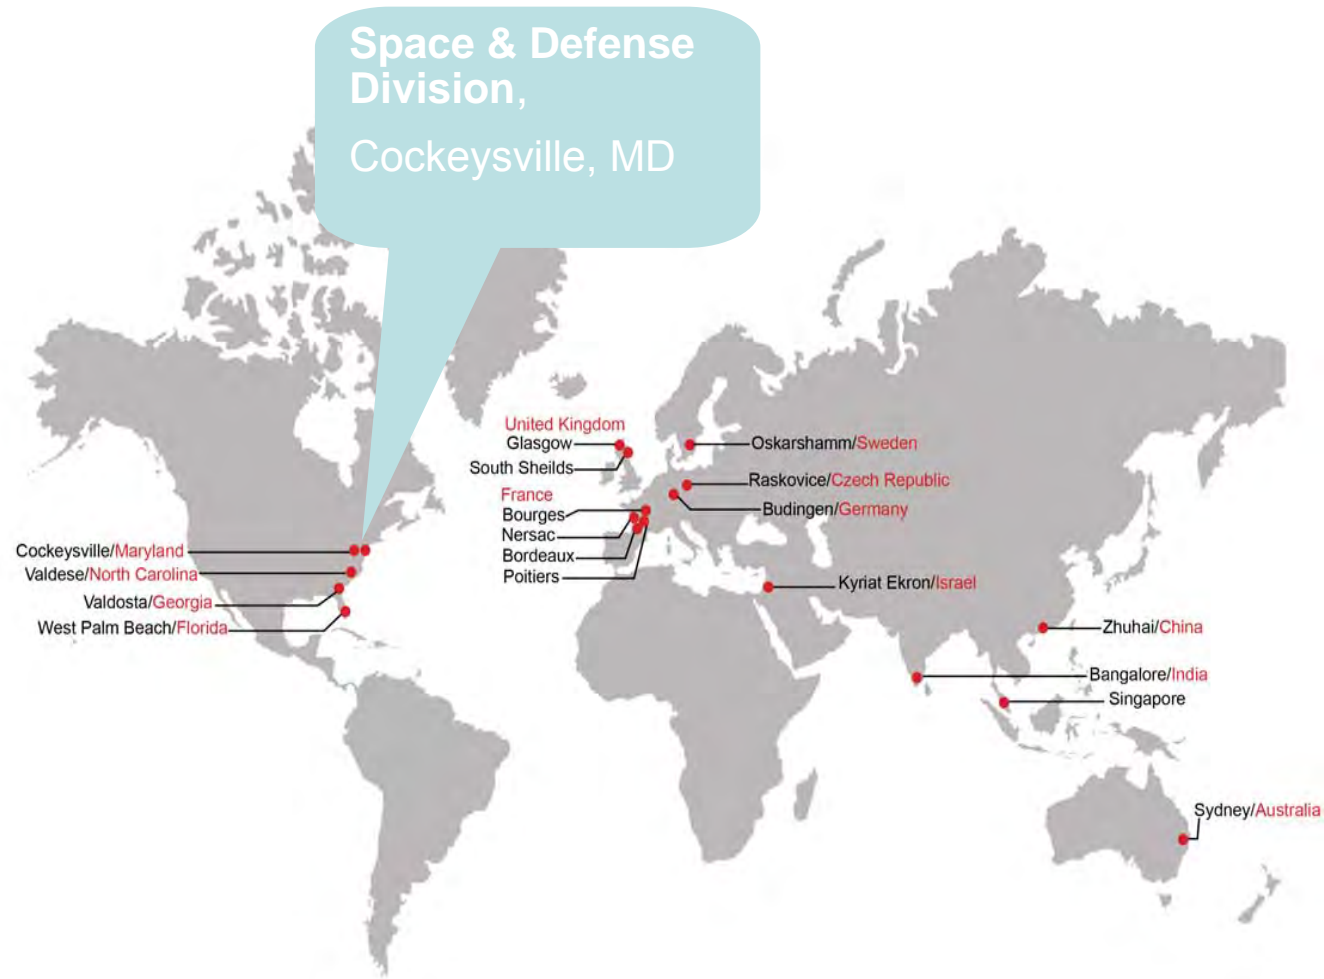 Space & Defense
Division,
Cockeysville, MD
United Kingdom
Glasgow
South Sheilds
France
Bourges
Nersac
Bordeaux
Poitiers
Oskarshamm/Sweden
Raskovice/Czech Republic
Budingen/Germany
Cockeysville/Maryland
Valdese/North Carolina
Valdosta/Georgia
West Palm Beach/Florida
Kyriat Ekron/Israel
Zhuhai/China
Bangalore/India
Singapore
Sydney/Australia